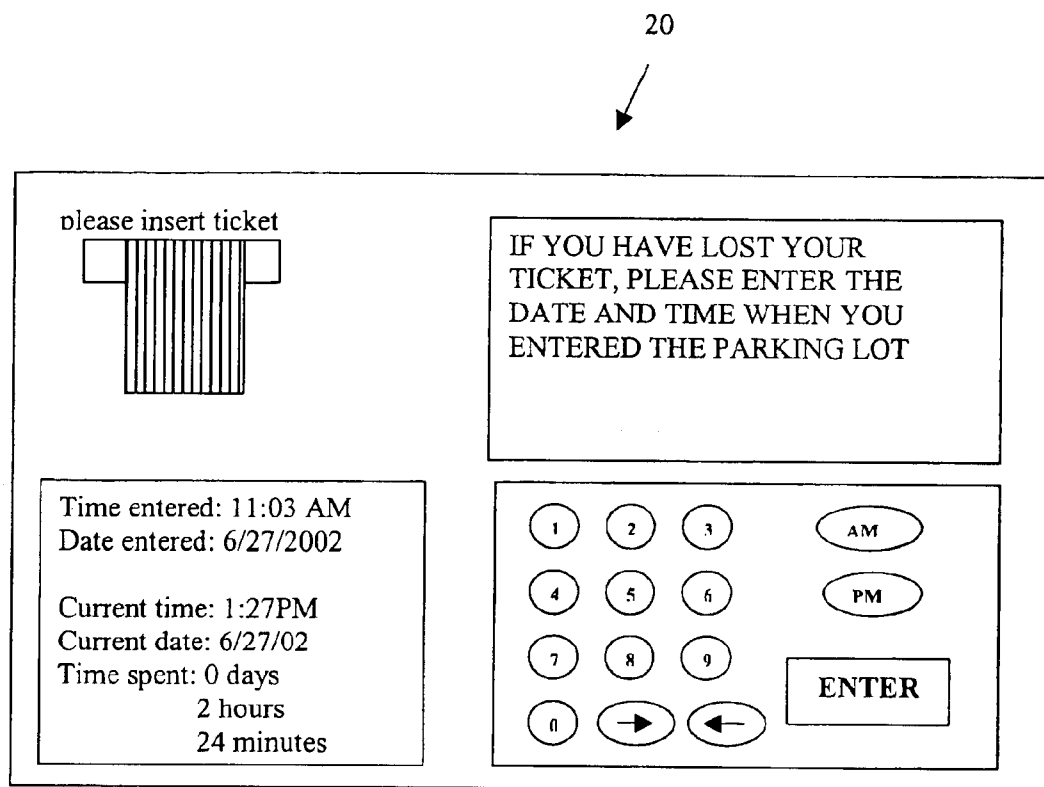 20
please insert ticket
IF YOU HAVE LOST YOUR
TICKET, PLEASE ENTER THE
DATE AND TIME WHEN YOU
ENTERED THE PARKING LOT
Time entered: 11:03 AM
Date entered: 6/27/2002
Current time: 1:27PM
Current date: 6/27/02
Time spent: 0 days
2 hours
24 minutes
1 2 3 AM
4 5 6 PM
7 8 9
ENTER
0